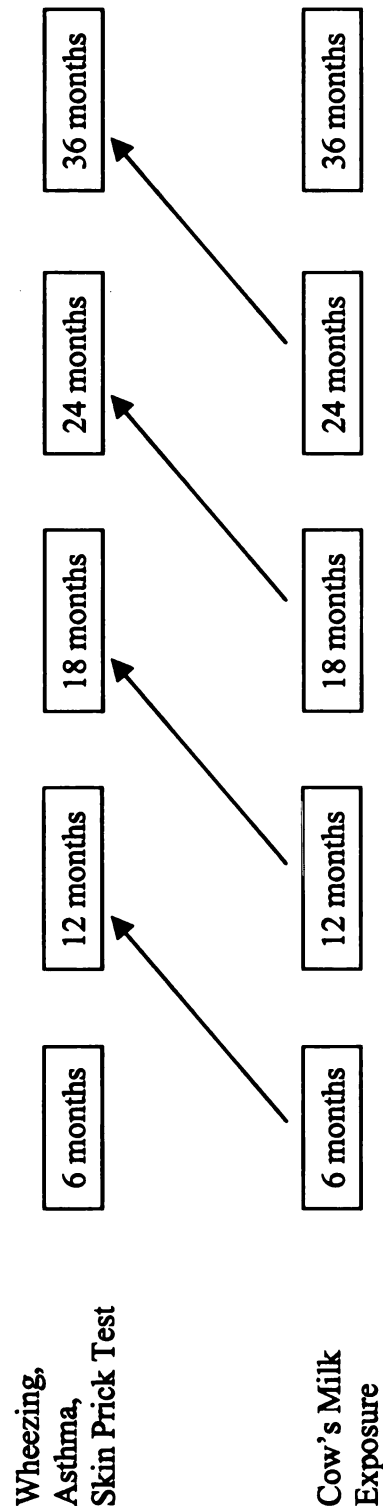 Wheezing,
Asthma,
Skin Prick Test
6 months
12 months
18 months
24 months
36 months
Cow's Milk
Exposure
6 months
12 months
18 months
24 months
36 months